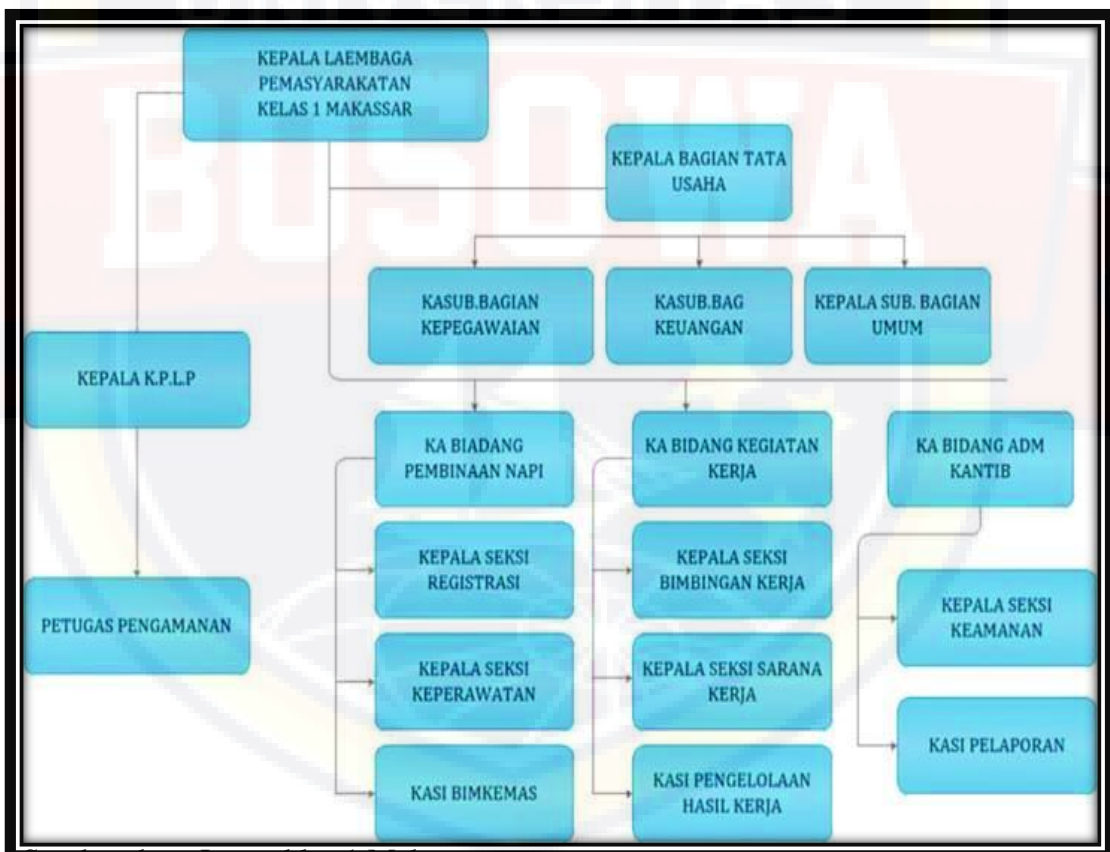 KEPALA LAEMBAGA
PEMASYARAKATAN
KELAS 1 MAKASSAR
KEPALA BAGIAN TATA
USAHA
KASUB.BAGIAN
KEPEGAWAIAN
KASUB.BAG
KEUANGAN
KEPALA SUB. BAGIAN
UMUM
KEPALA K.P.L.P
KA BIADANG
PEMBINAAN NAPI
KA BIDANG KEGIATAN
KERJA
KA BIDANG ADM
KANTIB
KEPALA SEKSI
REGISTRASI
KEPALA SEKSI
BIMBINGAN KERJA
KEPALA SEKSI
KEAMANAN
PETUGAS PENGAMANAN
KEPALA SEKSI
KEPERAWATAN
KEPALA SEKSI SARANA
KERJA
KASI PELAPORAN
KASI BIMKEMAS
KASI PENGELOLAAN
HASIL KERJA
BOSOWA